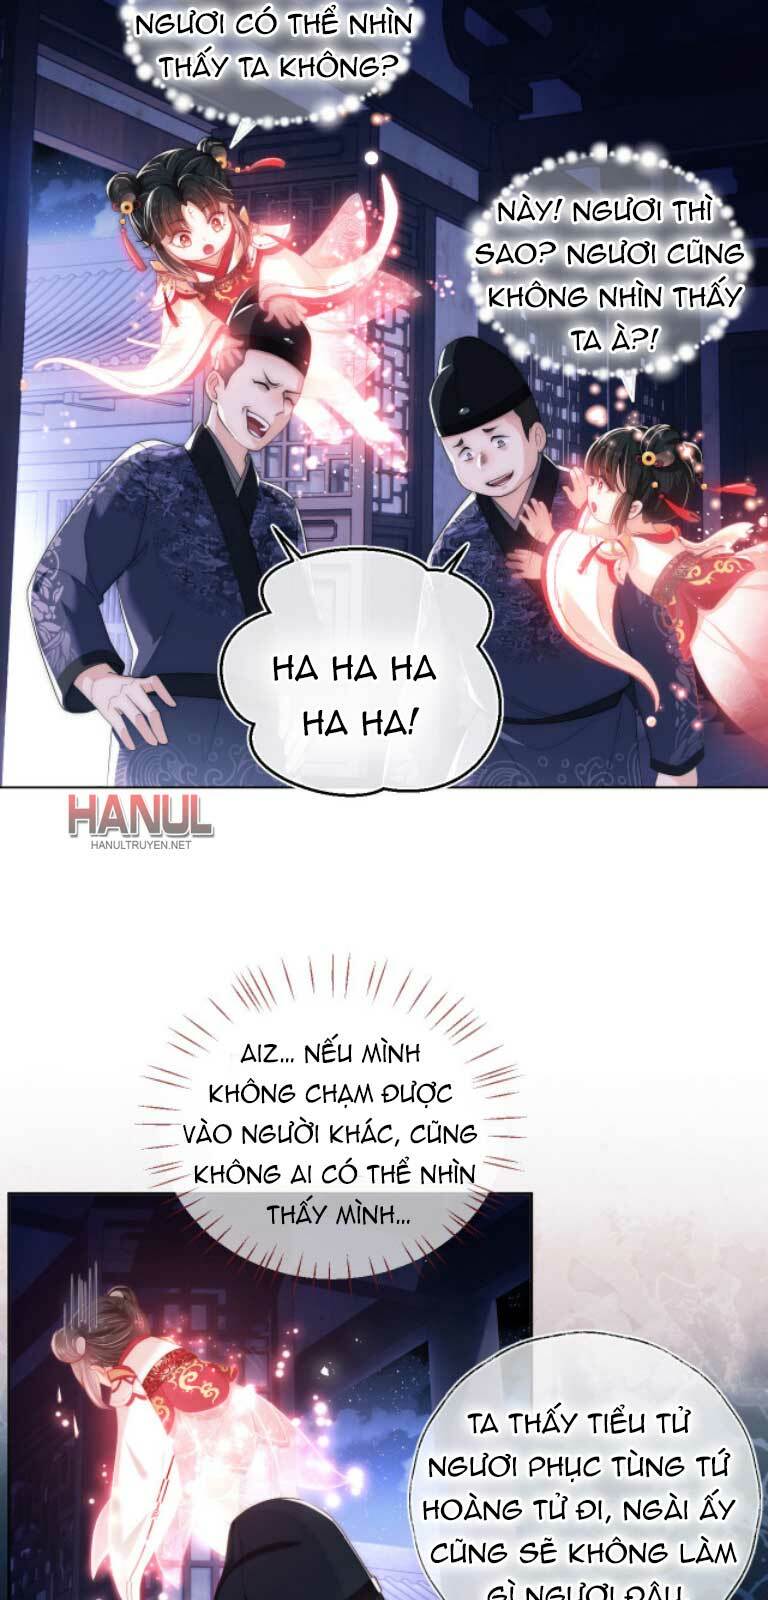 NGƯƠI CÓ THỂ NHÌN
THẤY TA KHÔNG?
NÀY! NGƯƠI THÌ
SAO? NGƯƠI CŨNG
KHÔNG NHÌN THẤY
TA À?!
HA HA HA
HA HA!
HANUL
HANULTRUYEN.NET
AIZ... NẾU MÌNH
KHÔNG CHẠM ĐƯỢC
VÀO NGƯỜI KHÁC, CŨNG
KHÔNG AI CÓ THỂ NHÌN
THẤY MÌNH...
TA THẤY TIỂU TỬ
NGƯƠI PHỤC TÙNG TỨ
HOÀNG TỬ ĐI, NGÀI ẤY
CŨNG SẼ KHÔNG LÀM
GÌ NGƯƠI ĐÂU